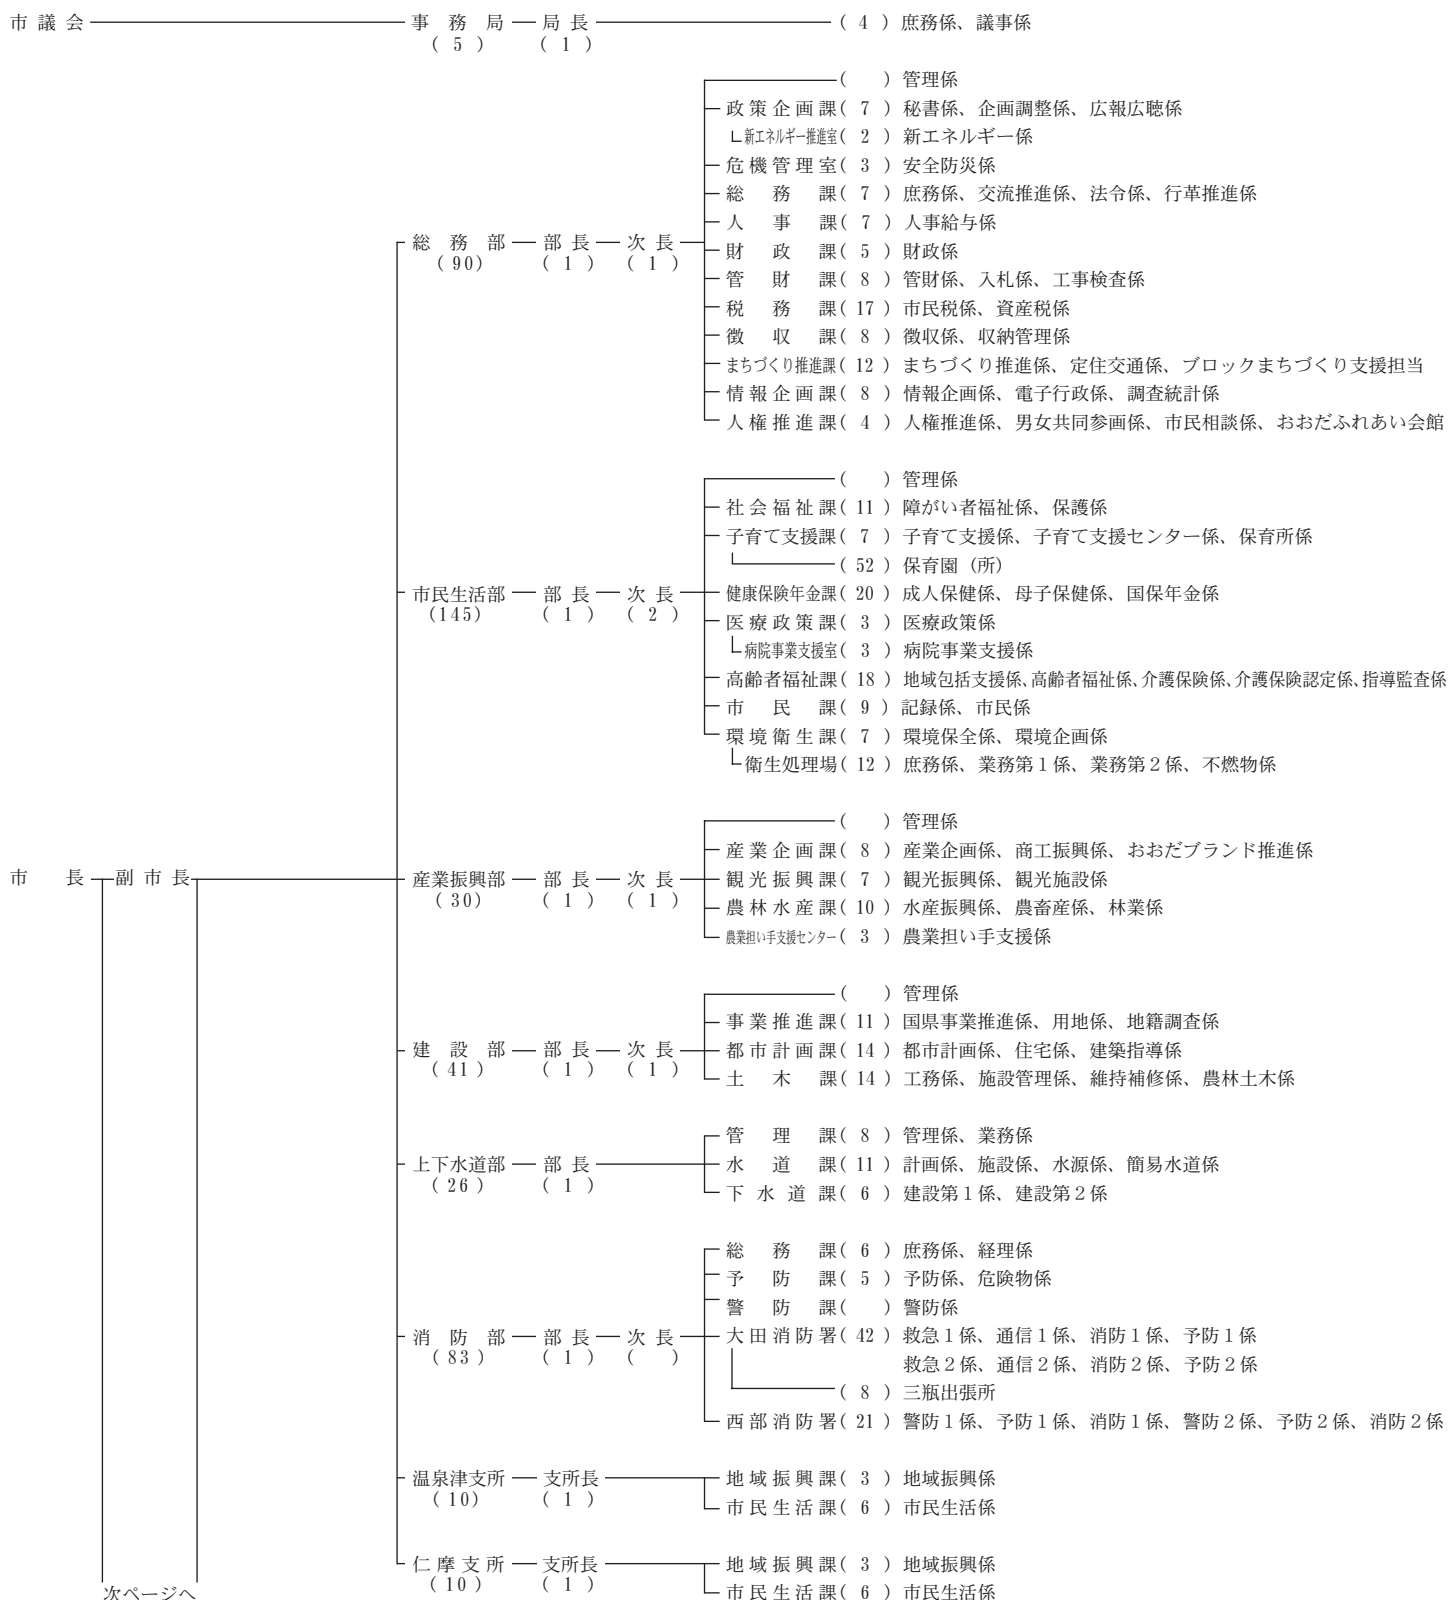 市議会 事務局 局長 ( 4 ) 庶務係、議事係
( 5 ) ( 1 )
( ) 管理係
政策企画課( 7 ) 秘書係、企画調整係、広報広聴係
新エネルギー推進室( 2 ) 新エネルギー係
危機管理室( 3 ) 安全防災係
総務課( 7 ) 庶務係、交流推進係、法令係、行革推進係
人事課( 7 ) 人事給与係
総務部 部長 次長
(90) ( 1 ) ( 1 )
財政課( 5 ) 財政係
管財課( 8 ) 管財係、入札係、工事検査係
税務課( 17 ) 市民税係、資産税係
徴収課( 8 ) 徴収係、収納管理係
まちづくり推進課( 12 ) まちづくり推進係、定住交通係、ブロックまちづくり支援担当
情報企画課( 8 ) 情報企画係、電子行政係、調査統計係
人権推進課( 4 ) 人権推進係、男女共同参画係、市民相談係、おおだふれあい会館
( ) 管理係
社会福祉課( 11 ) 障がい者福祉係、保護係
子育て支援課( 7 ) 子育て支援係、子育て支援センター係、保育所係
( 52 ) 保育園（所）
市民生活部 部長 次長 健康保険年金課( 20 ) 成人保健係、母子保健係、国保年金係
(145) ( 1 ) ( 2 )
医療政策課( 3 ) 医療政策係
病院事業支援室( 3 ) 病院事業支援係
高齢者福祉課( 18 ) 地域包括支援係、高齢者福祉係、介護保険係、介護保険認定係、指導監査係
市民課( 9 ) 記録係、市民係
環境衛生課( 7 ) 環境保全係、環境企画係
衛生処理場( 12 ) 庶務係、業務第１係、業務第２係、不燃物係
( ) 管理係
産業企画課( 8 ) 産業企画係、商工振興係、おおだブランド推進係
市長 副市長 産業振興部 部長 次長 観光振興課( 7 ) 観光振興係、観光施設係
(30) ( 1 ) ( 1 )
農林水産課( 10 ) 水産振興係、農畜産係、林業係
農業担い手支援センター( 3 ) 農業担い手支援係
( ) 管理係
事業推進課( 11 ) 国県事業推進係、用地係、地籍調査係
建設部 部長 次長 都市計画課( 14 ) 都市計画係、住宅係、建築指導係
(41) ( 1 ) ( 1 )
土木課( 14 ) 工務係、施設管理係、維持補修係、農林土木係
管理課( 8 ) 管理係、業務係
上下水道部 部長 水道課( 11 ) 計画係、施設係、水源係、簡易水道係
(26) ( 1 )
下水道課( 6 ) 建設第１係、建設第２係
総務課( 6 ) 庶務係、経理係
予防課( 5 ) 予防係、危険物係
警防課( ) 警防係
消防部 部長 次長 大田消防署( 42 ) 救急１係、通信１係、消防１係、予防１係
(83) ( 1 ) ( )
救急２係、通信２係、消防２係、予防２係
( 8 ) 三瓶出張所
西部消防署( 21 ) 警防１係、予防１係、消防１係、警防２係、予防２係、消防２係
温泉津支所 支所長 地域振興課( 3 ) 地域振興係
(10) ( 1 )
市民生活課( 6 ) 市民生活係
仁摩支所 支所長 地域振興課( 3 ) 地域振興係
(10) ( 1 )
市民生活課( 6 ) 市民生活係
次ページへ